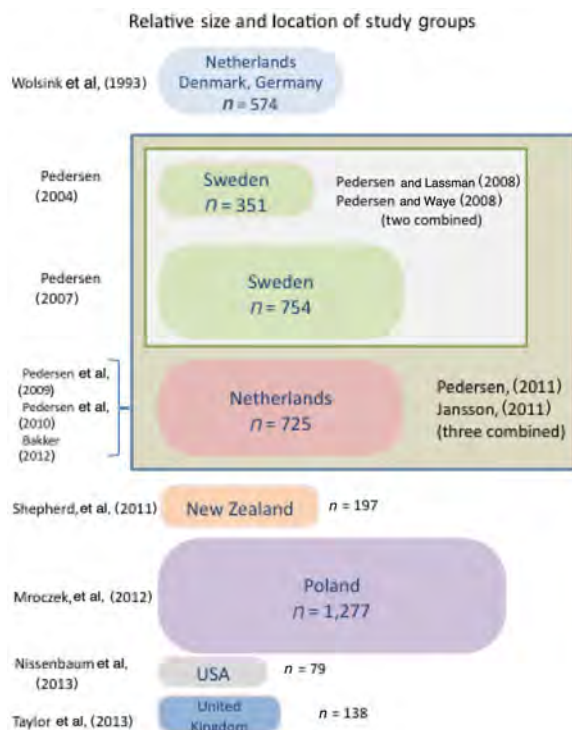 Relative size and location of study groups
Wolsink et al, (1993)
Netherlands
Denmark, Germany
n = 574
Pedersen
(2004)
Sweden
n = 351
Pedersen and Lassman (2008)
Pedersen and Waye (2008)
(two combined)
Pedersen
(2007)
Sweden
n = 754
Pedersen et al,
(2009)
Pedersen et al,
(2010)
Bakker
(2012)
Netherlands
n = 725
Pedersen, (2011)
Jansson, (2011)
(three combined)
Shepherd, et al, (2011)
New Zealand
n = 197
Mroczek, et al, (2012)
Poland
n = 1,277
Nissenbaum et al,
(2013)
USA
n = 79
Taylor et al, (2013)
United
Kingdom
n = 138